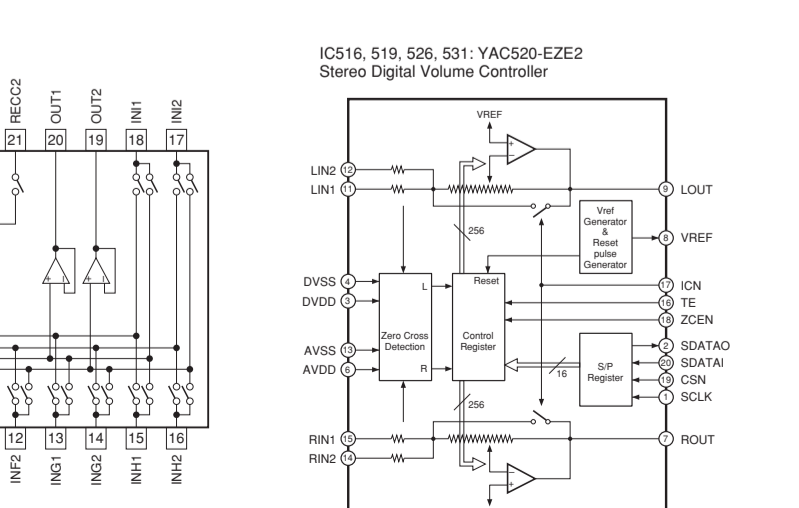 IC516, 519, 526, 531: YAC520-EZE2
Stereo Digital Volume Controller
RECC2
OUT1
OUT2
INI1
INI2
21
20
19
18
17
+ −
+ −
12
13
14
15
16
INF2
ING1
ING2
INH1
INH2
VREF
+
−
LIN2 12
LIN1 11
9 LOUT
256
Vref
Generator
&
Reset
pulse
Generator
8 VREF
DVSS 4
DVDD 3
L
Reset
17 ICN
16 TE
18 ZCEN
Zero Cross
Detection
Control
Register
AVSS 13
AVDD 6
R
16
S/P
Register
2 SDATAO
20 SDATAI
19 CSN
1 SCLK
256
RIN1 15
RIN2 14
7 ROUT
−
+